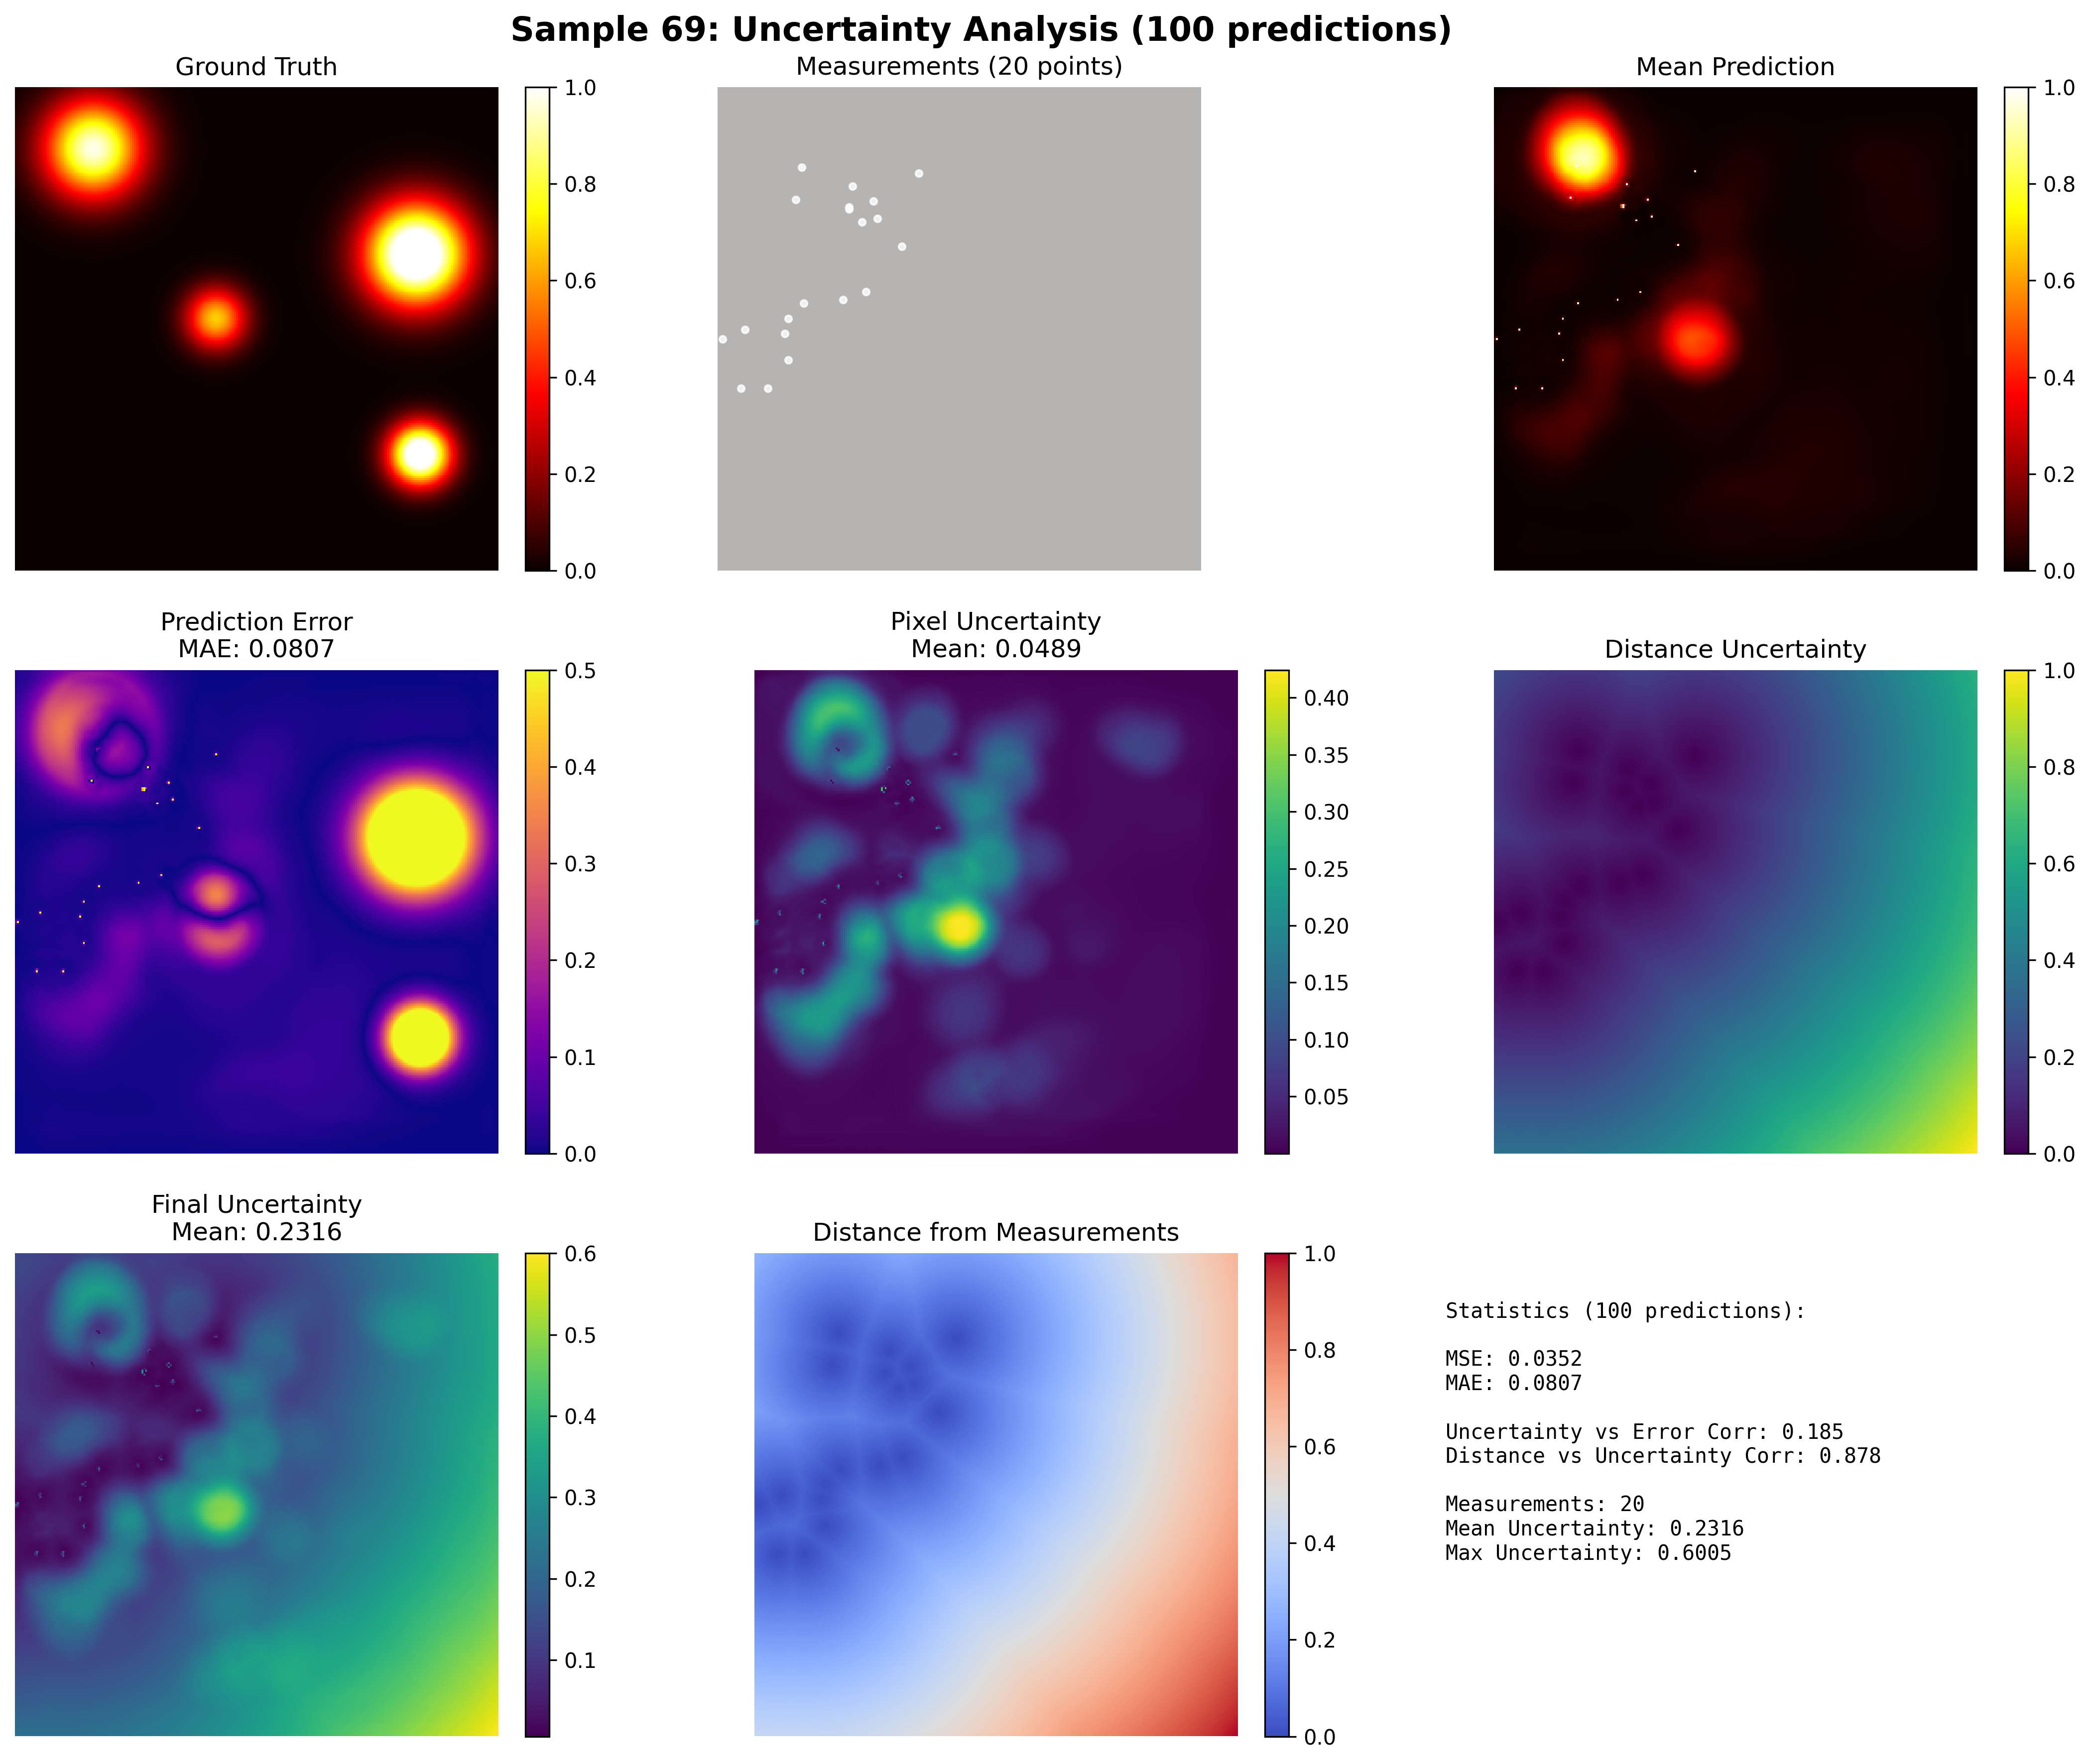 Sample 69: Uncertainty Analysis (100 predictions)
Ground Truth
1.0
0.8
0.6
0.4
0.2
0.0
Measurements (20 points)
Mean Prediction
1.0
0.8
0.6
0.4
0.2
0.0
Prediction Error
MAE: 0.0807
0.5
0.4
0.3
0.2
0.1
0.0
Pixel Uncertainty
Mean: 0.0489
0.40
0.35
0.30
0.25
0.20
0.15
0.10
0.05
Distance Uncertainty
1.0
0.8
0.6
0.4
0.2
0.0
Final Uncertainty
Mean: 0.2316
0.6
0.5
0.4
0.3
0.2
0.1
Distance from Measurements
1.0
0.8
0.6
0.4
0.2
0.0
Statistics (100 predictions):
MSE: 0.0352
MAE: 0.0807
Uncertainty vs Error Corr: 0.185
Distance vs Uncertainty Corr: 0.878
Measurements: 20
Mean Uncertainty: 0.2316
Max Uncertainty: 0.6005